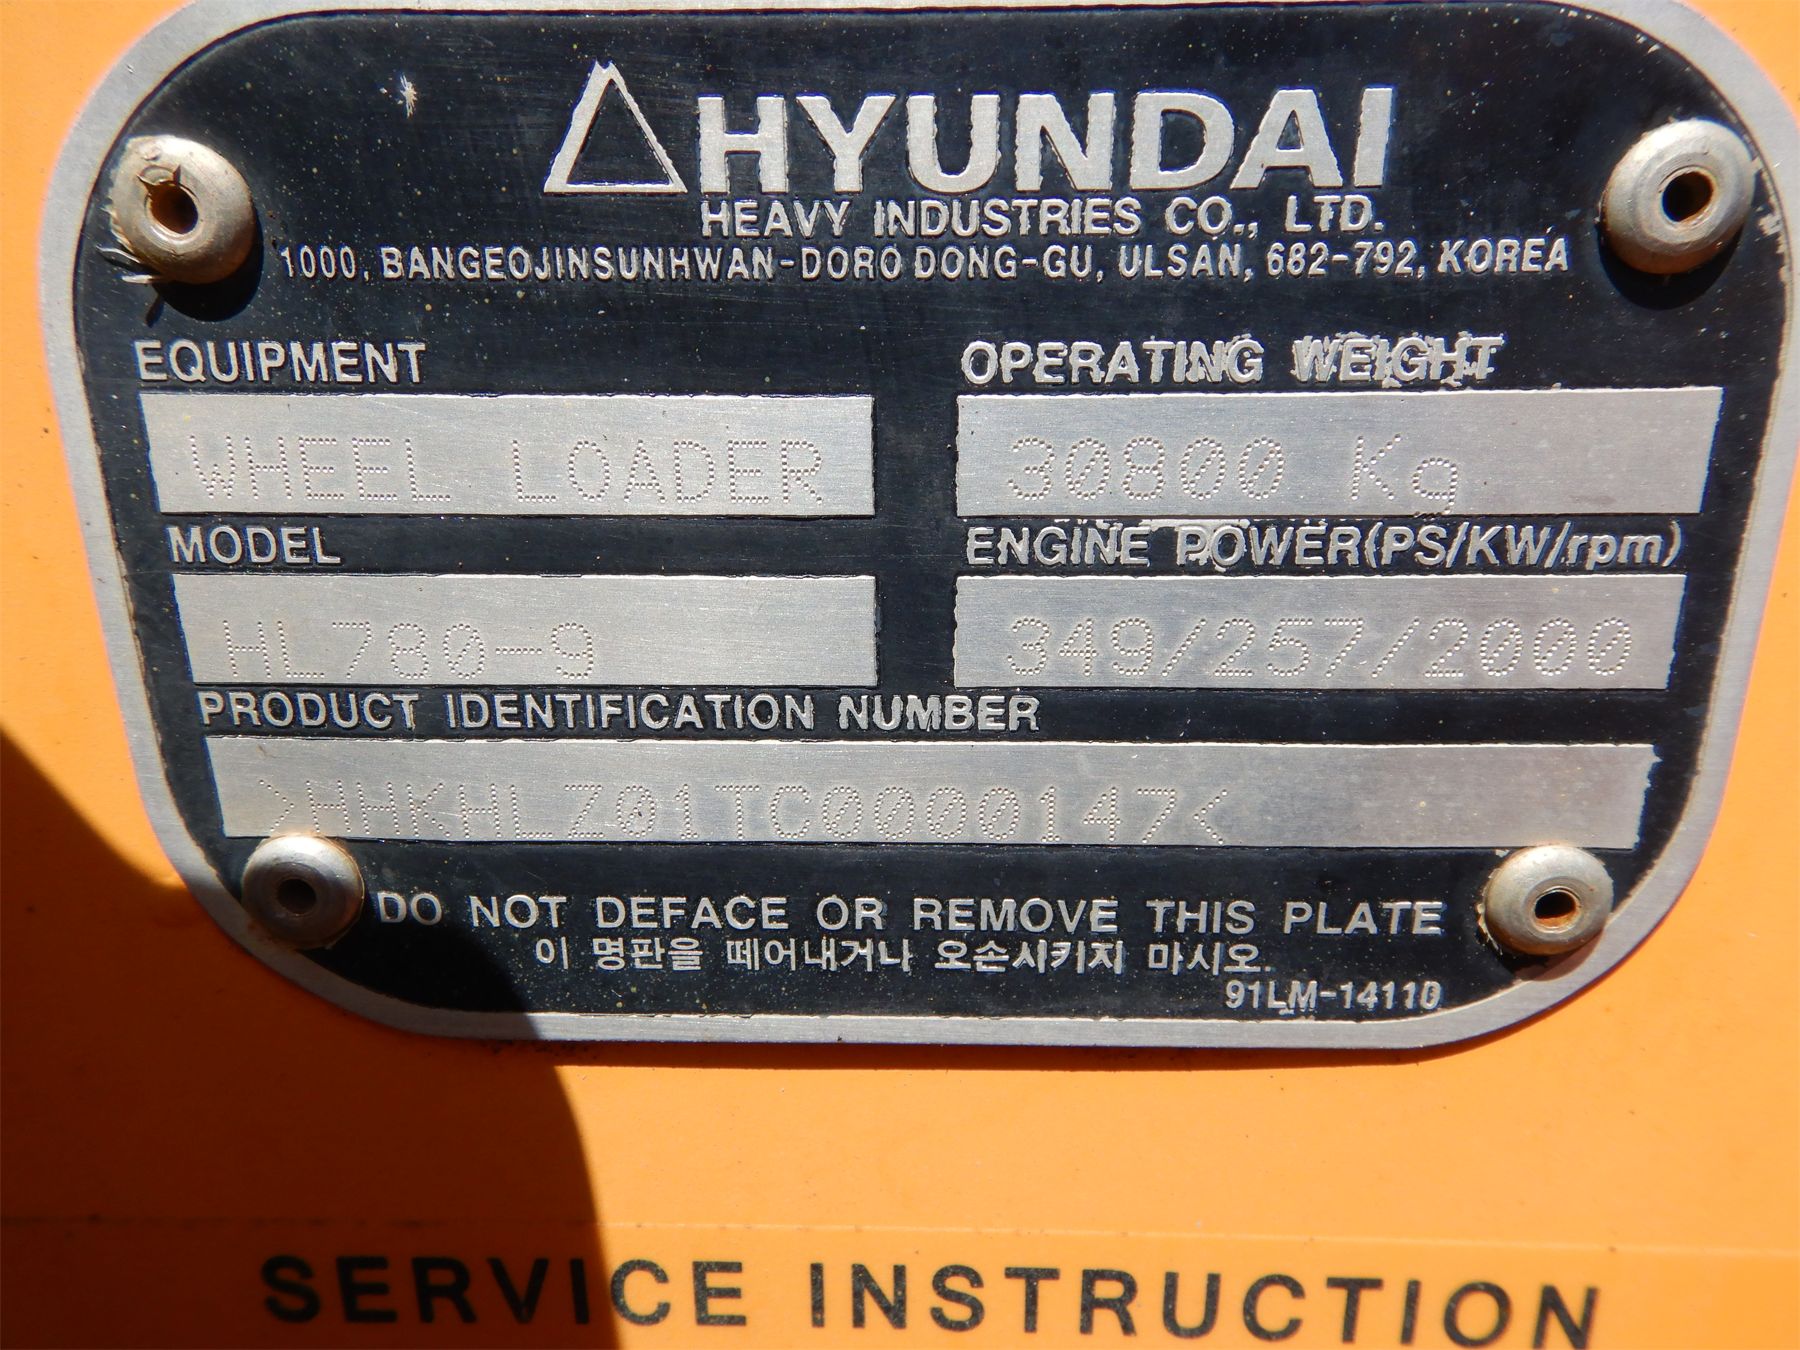 HYUNDAI
HEAVY INDUSTRIES CO., LTD.
1000, BANGEOJINSUNHWAN-DORO DONG-GU, ULSAN, 682-792, KOREA
EQUIPMENT
WHEEL LOADER
OPERATING WEIGHT
30800 Kg
MODEL
HL780-9
ENGINE POWER(PS/KW/rpm)
349/257/2000
PRODUCT IDENTIFICATION NUMBER
>HHKHLZ01TC0000147<
DO NOT DEFACE OR REMOVE THIS PLATE
이 명판을 떼어내거나 오손시키지 마시오.
91LM-14110
SERVICE INSTRUCTION